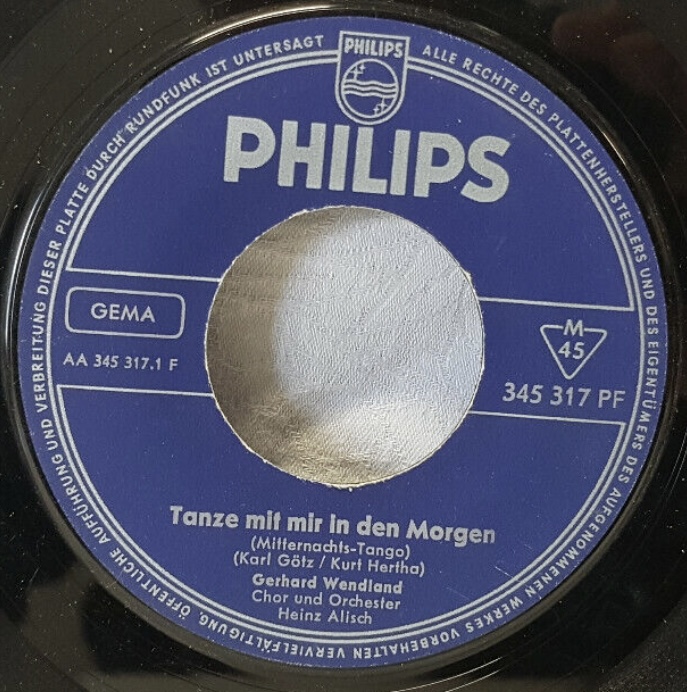 PHILIPS
ALLE RECHTE DES PLATTENHERSTELLERS UND DES EIGENTÜMERS DES AUFGENOMMENEN WERKES VORBEHALTEN VERVIELFÄLTIGUNG, ÖFFENTLICHE AUFFÜHRUNG UND VERBREITUNG DIESER PLATTE DURCH RUNDFUNK IST UNTERSAGT
PHILIPS
GEMA
AA 345 317.1 F
M
45
345 317 PF
Tanze mit mir in den Morgen
(Mitternachts-Tango)
(Karl Götz / Kurt Hertha)
Gerhard Wendland
Chor und Orchester
Heinz Alisch